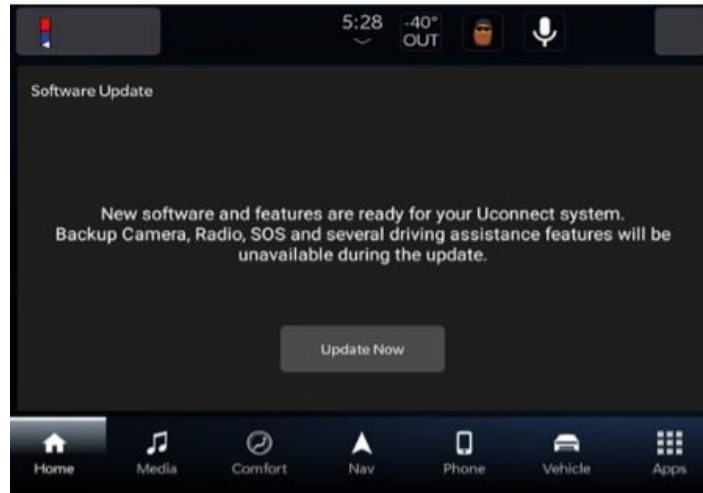 5:28
-40°
OUT
Software Update
New software and features are ready for your Uconnect system.
Backup Camera, Radio, SOS and several driving assistance features will be
unavailable during the update.
Update Now
Home Media Comfort Nav Phone Vehicle Apps